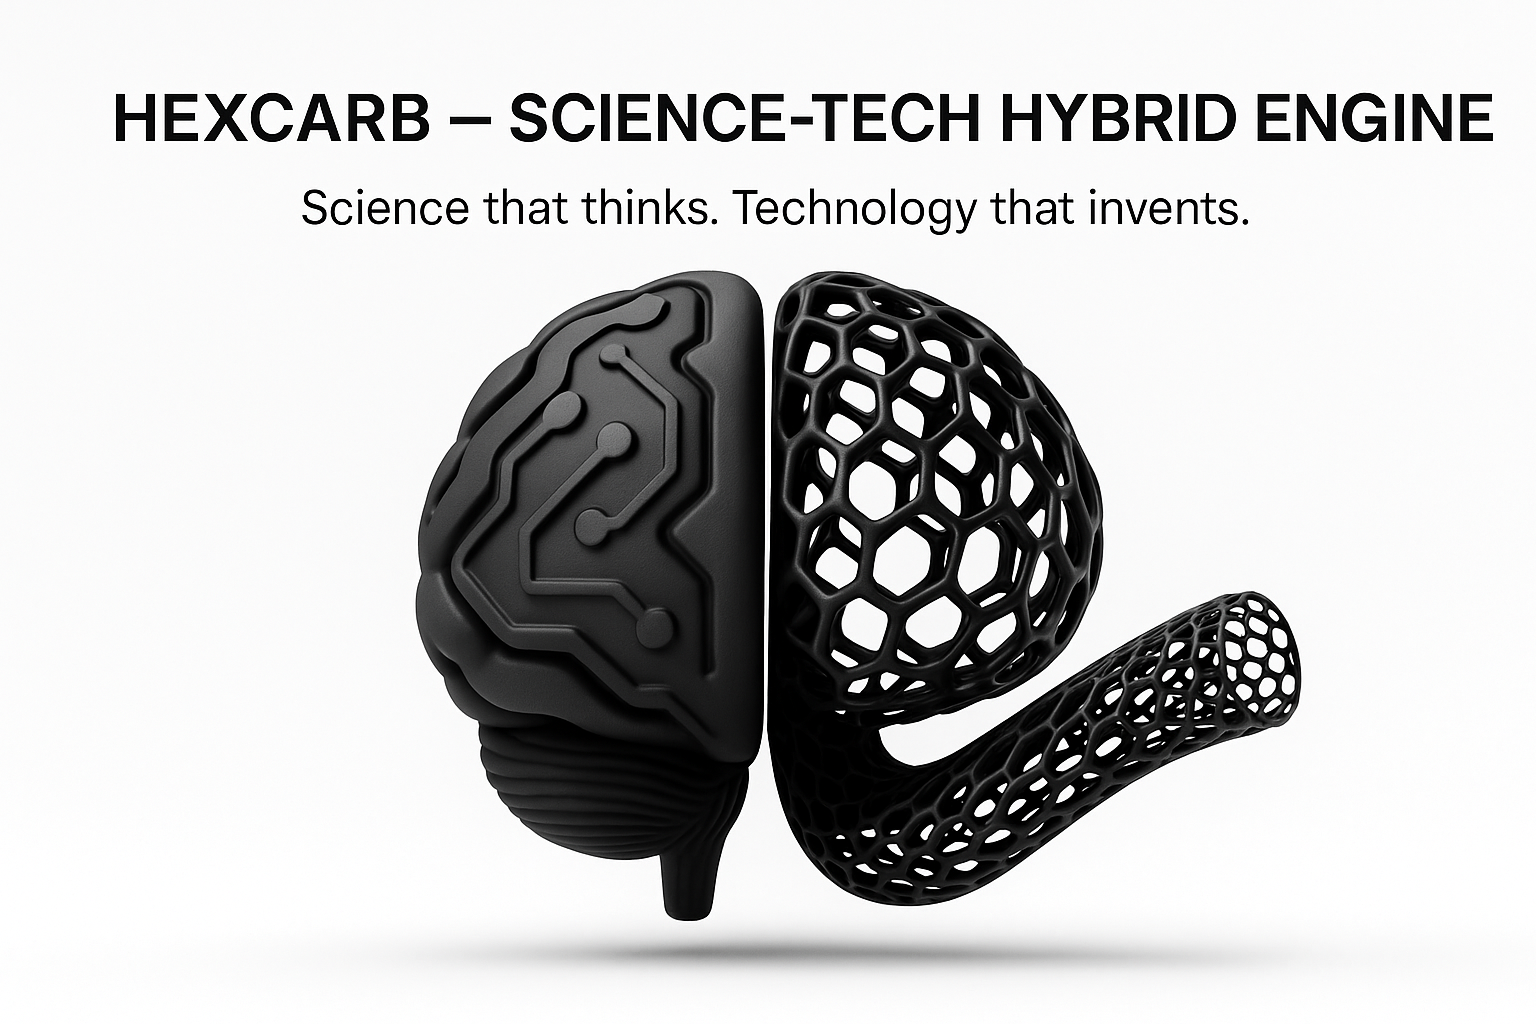 HEXCARB — SCIENCE-TECH HYBRID ENGINE
Science that thinks. Technology that invents.